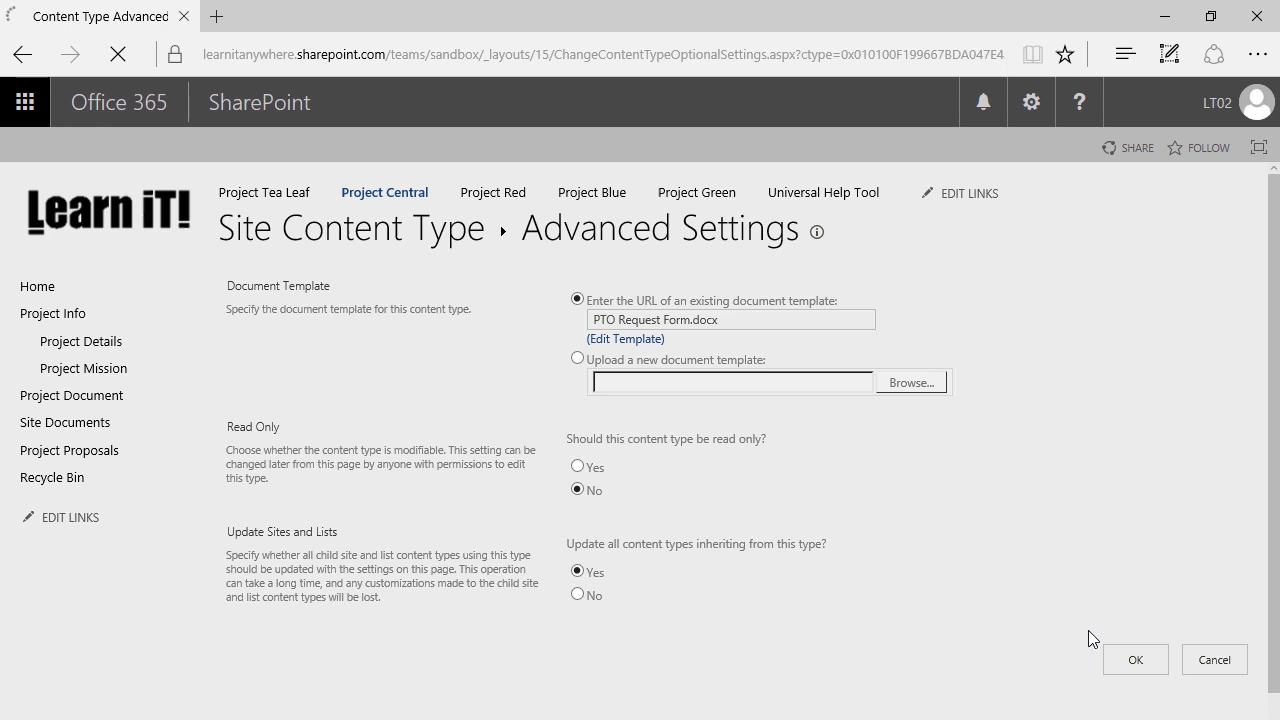 Content Type Advanced
learnitanywhere.sharepoint.com/teams/sandbox/_layouts/15/ChangeContentTypeOptionalSettings.aspx?ctype=0x010100F199667BDA047E4
Office 365 SharePoint ? LT02
SHARE FOLLOW
Learn iT!
Project Tea Leaf Project Central Project Red Project Blue Project Green Universal Help Tool EDIT LINKS
Site Content Type ▸ Advanced Settings
Home
Project Info
Project Details
Project Mission
Project Document
Site Documents
Project Proposals
Recycle Bin
EDIT LINKS
Document Template
Specify the document template for this content type.
Enter the URL of an existing document template:
PTO Request Form.docx
(Edit Template)
Upload a new document template:
Browse...
Read Only
Choose whether the content type is modifiable. This setting can be
changed later from this page by anyone with permissions to edit
this type.
Should this content type be read only?
Yes
No
Update Sites and Lists
Specify whether all child site and list content types using this type
should be updated with the settings on this page. This operation
can take a long time, and any customizations made to the child site
and list content types will be lost.
Update all content types inheriting from this type?
Yes
No
OK Cancel